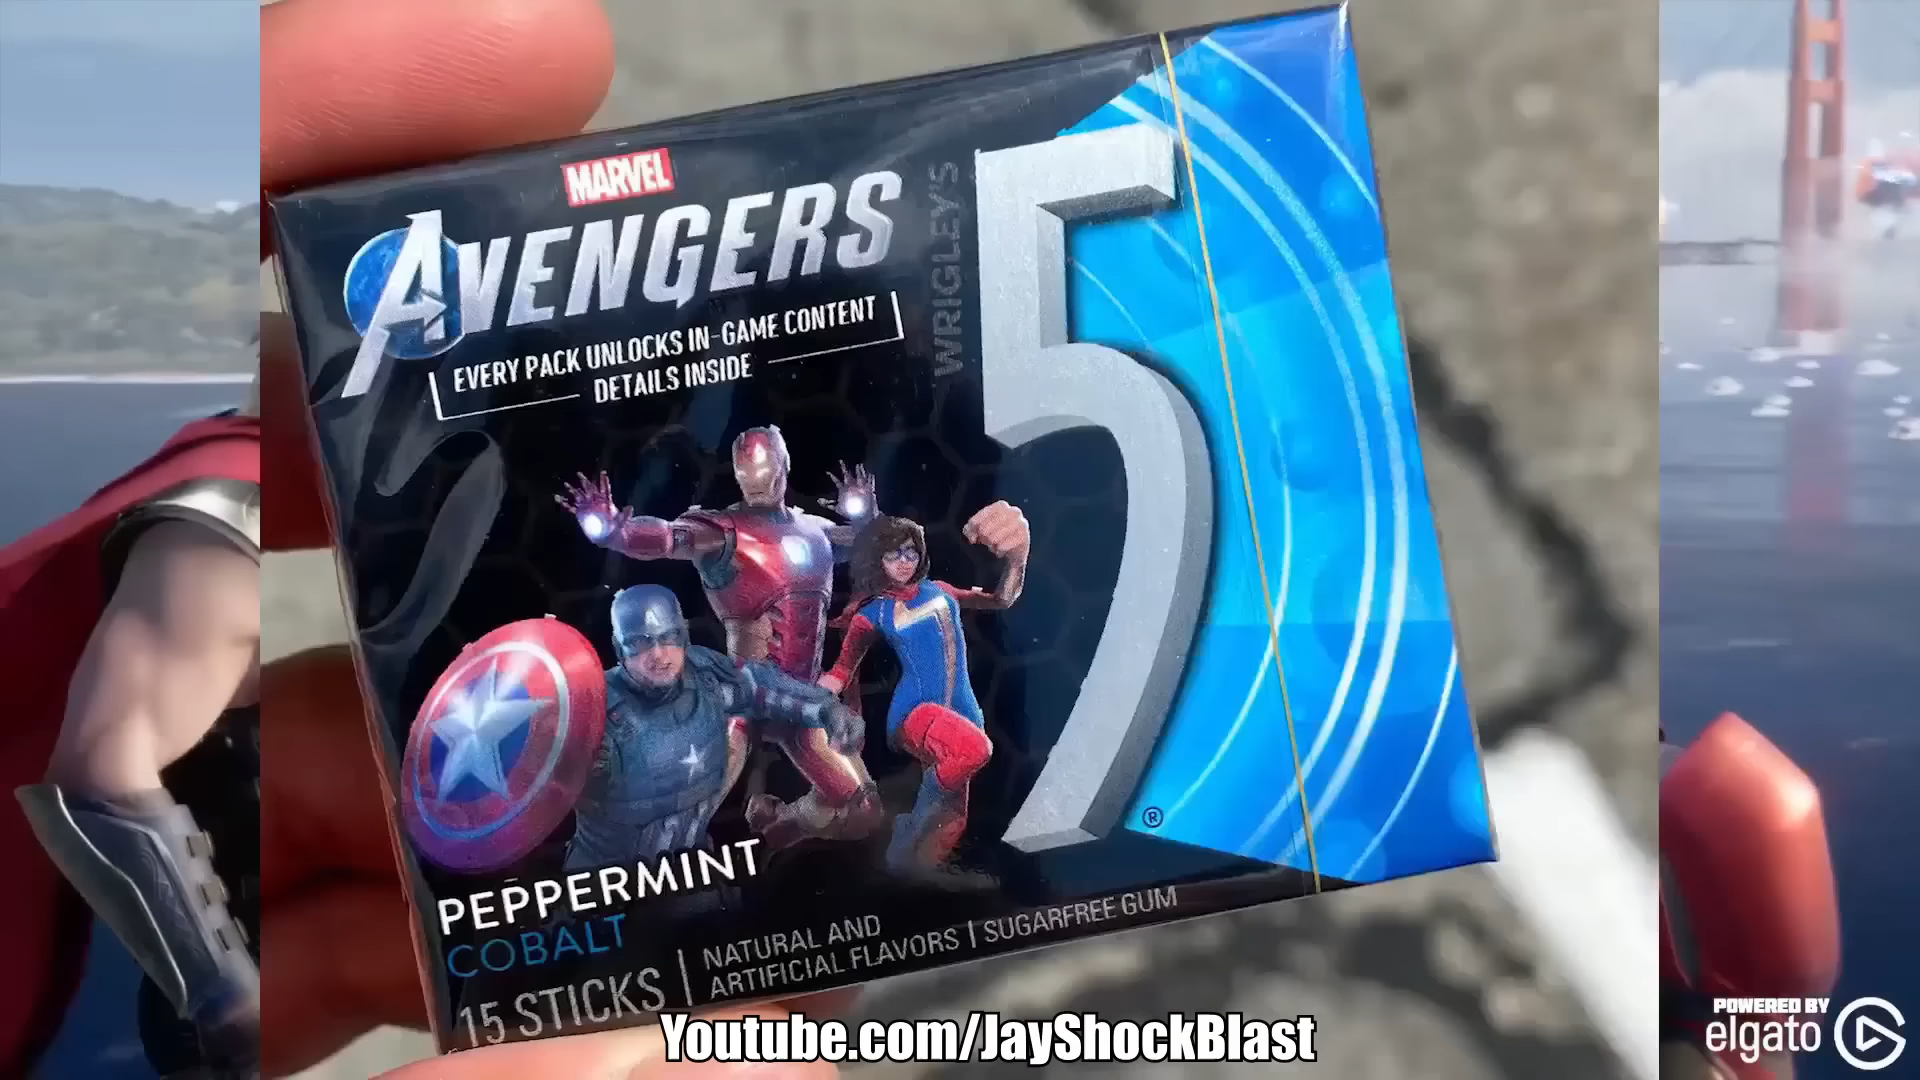 MARVEL
AVENGERS
EVERY PACK UNLOCKS IN-GAME CONTENT
DETAILS INSIDE
WRIGLEY'S
5
®
PEPPERMINT
COBALT
15 STICKS
NATURAL AND
ARTIFICIAL FLAVORS | SUGARFREE GUM
Youtube.com/JayShockBlast
POWERED BY
elgato